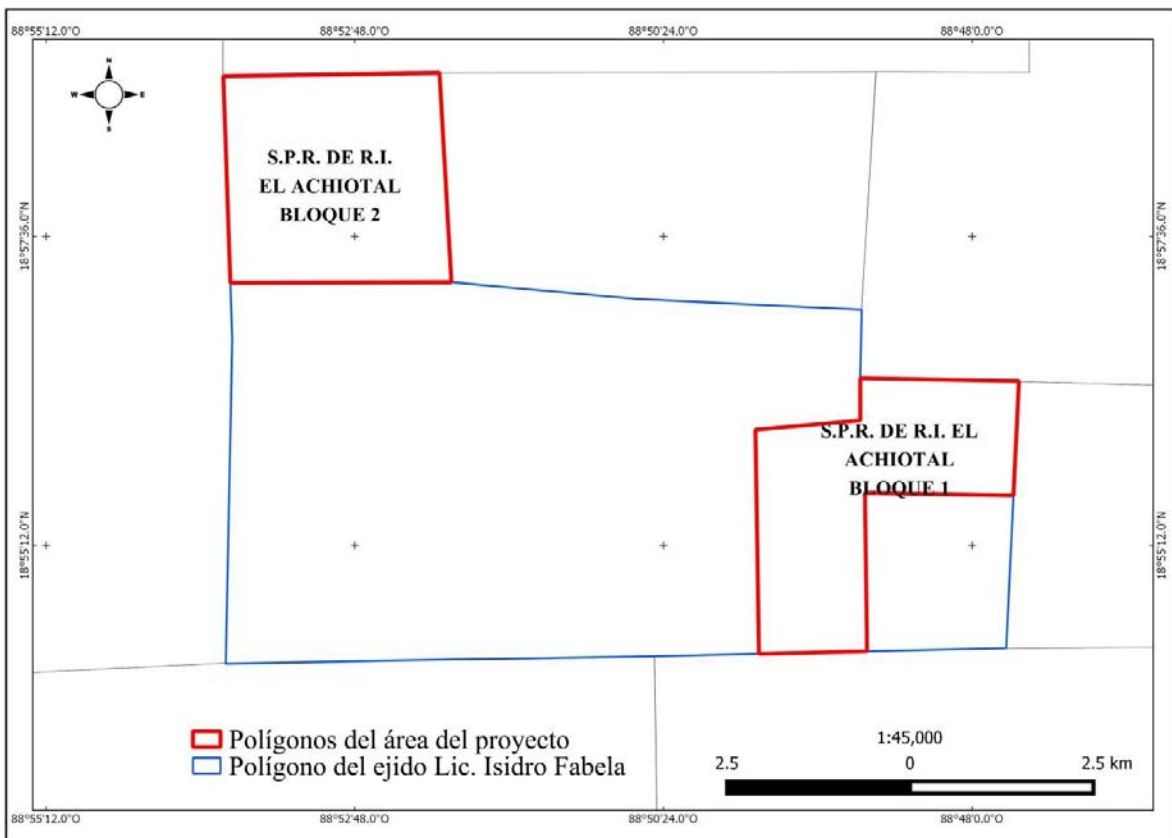 88°55'12.0"O 88°52'48.0"O 88°50'24.0"O 88°48'0.0"O
N
W E
S
S.P.R. DE R.I.
EL ACHIOTAL
BLOQUE 2
18°57'36.0"N 18°57'36.0"N
S.P.R. DE R.I. EL
ACHIOTAL
BLOQUE 1
18°55'12.0"N 18°55'12.0"N
Polígonos del área del proyecto
Polígono del ejido Lic. Isidro Fabela
1:45,000
2.5 0 2.5 km
88°55'12.0"O 88°52'48.0"O 88°50'24.0"O 88°48'0.0"O